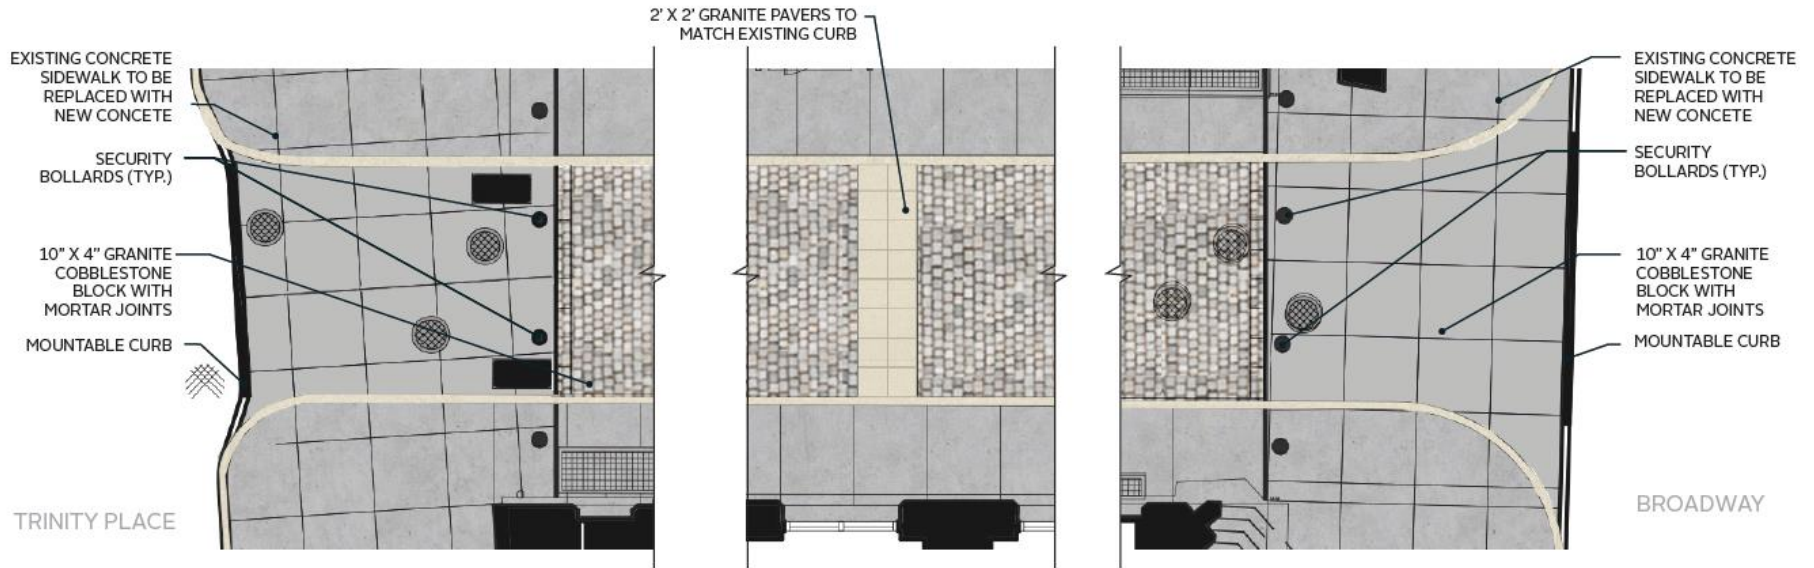 2' X 2' GRANITE PAVERS TO
MATCH EXISTING CURB
EXISTING CONCRETE
SIDEWALK TO BE
REPLACED WITH
NEW CONCETE
SECURITY
BOLLARDS (TYP.)
10" X 4" GRANITE
COBBLESTONE
BLOCK WITH
MORTAR JOINTS
MOUNTABLE CURB
TRINITY PLACE
EXISTING CONCRETE
SIDEWALK TO BE
REPLACED WITH
NEW CONCETE
SECURITY
BOLLARDS (TYP.)
10" X 4" GRANITE
COBBLESTONE
BLOCK WITH
MORTAR JOINTS
MOUNTABLE CURB
BROADWAY